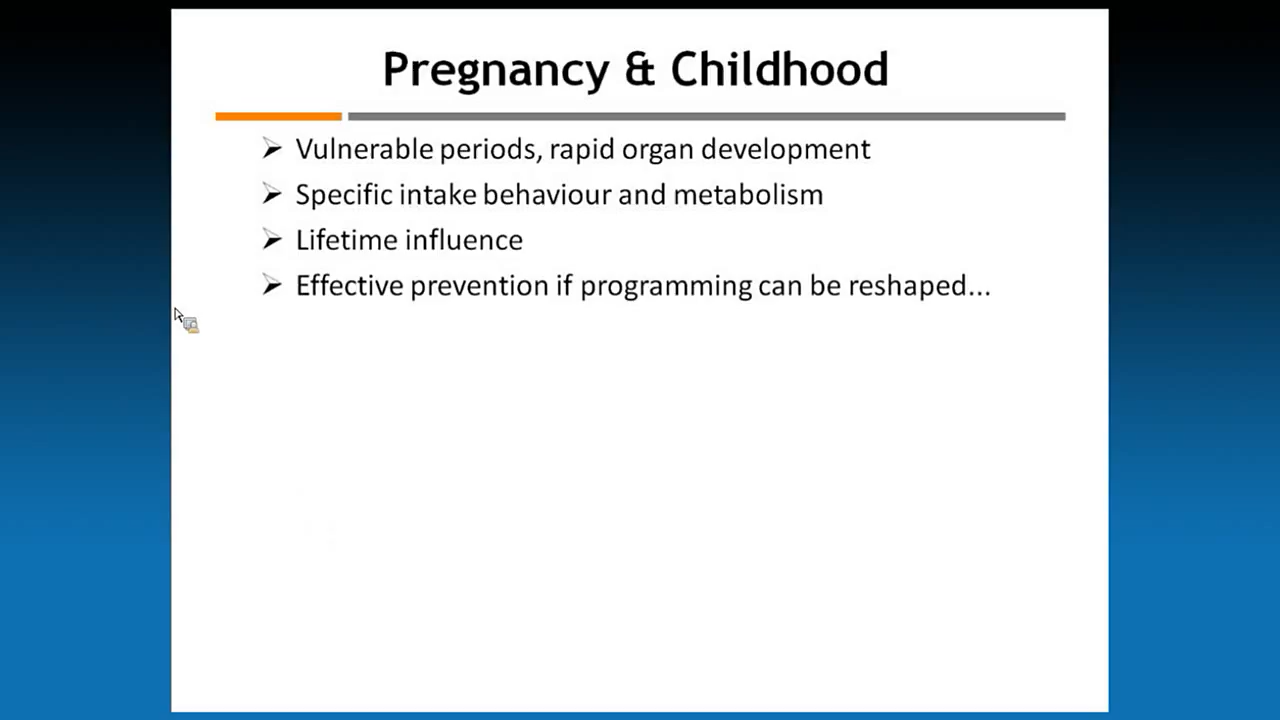 Pregnancy & Childhood
Vulnerable periods, rapid organ development
Specific intake behaviour and metabolism
Lifetime influence
Effective prevention if programming can be reshaped...